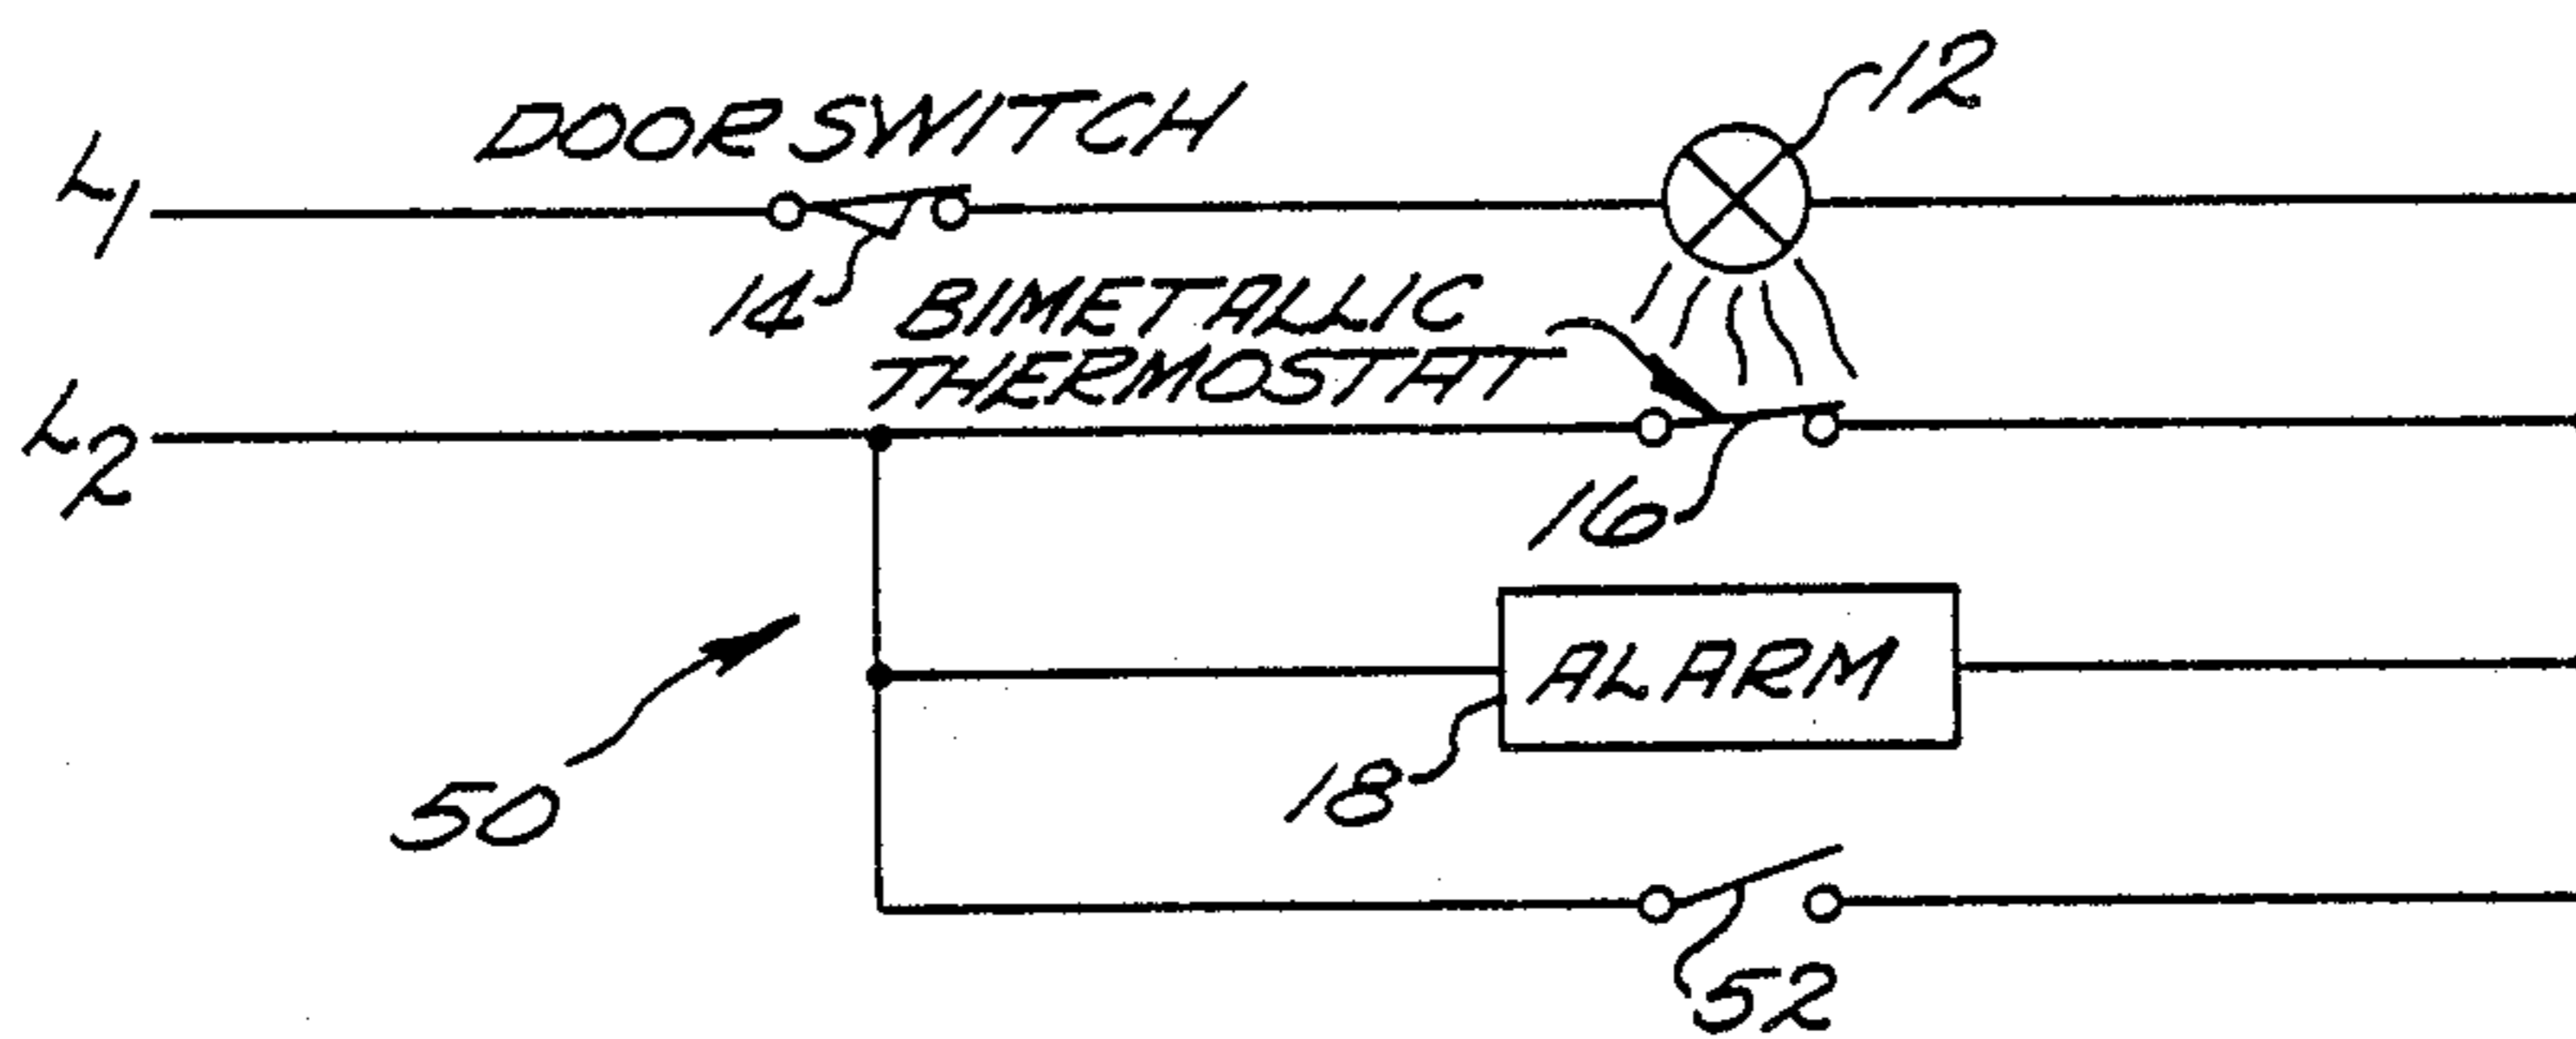 12
DOOR SWITCH
L1
14
BIMETALLIC
THERMOSTAT
L2
16
ALARM
18
50
52